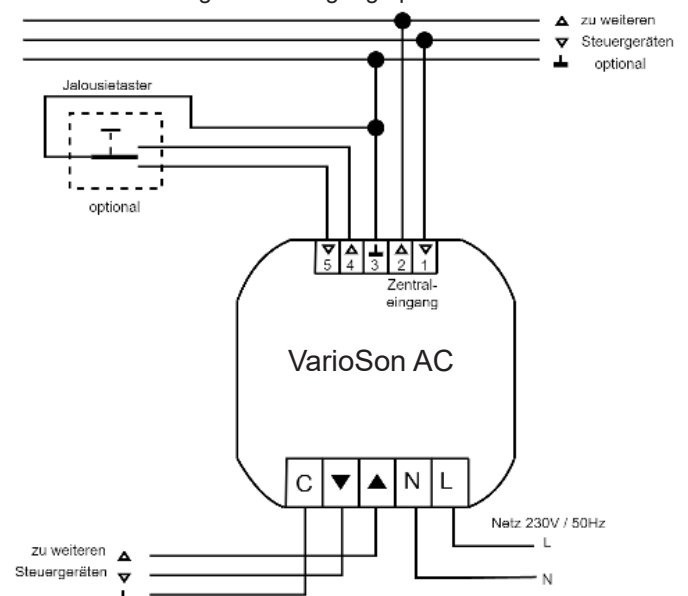 zu weiteren
Steuergeräten
optional
Jalousietaster
optional
5 4 3 2 1
Zentral-
eingang
VarioSon AC
C N L
Netz 230V / 50Hz
L
N
zu weiteren
Steuergeräten